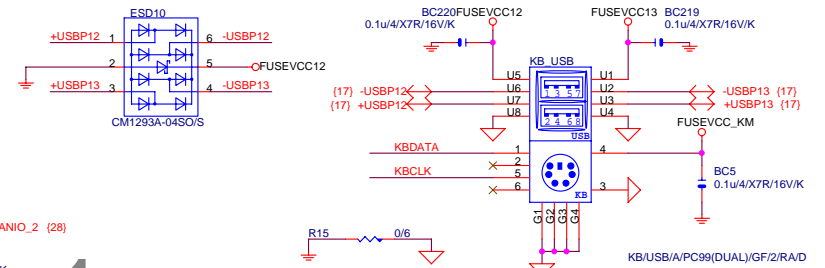 ESD10
BC220 FUSEVCC12
FUSEVCC13 BC219
0.1u/4/X7R/16V/K
0.1u/4/X7R/16V/K
+USBP12 1 6 -USBP12
2 5 FUSEVCC12
+USBP13 3 4 -USBP13
CM1293A-04SO/S
KB_USB
U5 U1
{17} -USBP12 U6 U2 -USBP13 {17}
{17} +USBP12 U7 U3 +USBP13 {17}
U8 U4
1 3 5 7
2 4 6 8
USB
FUSEVCC_KM
KBDATA 1 4
2
KBCLK 5
6 3
KB
BC5
0.1u/4/X7R/16V/K
G1 G2 G3 G4
ANIO_2 {28}
R15 0/6
KB/USB/A/PC99(DUAL)/GF/2/RA/D